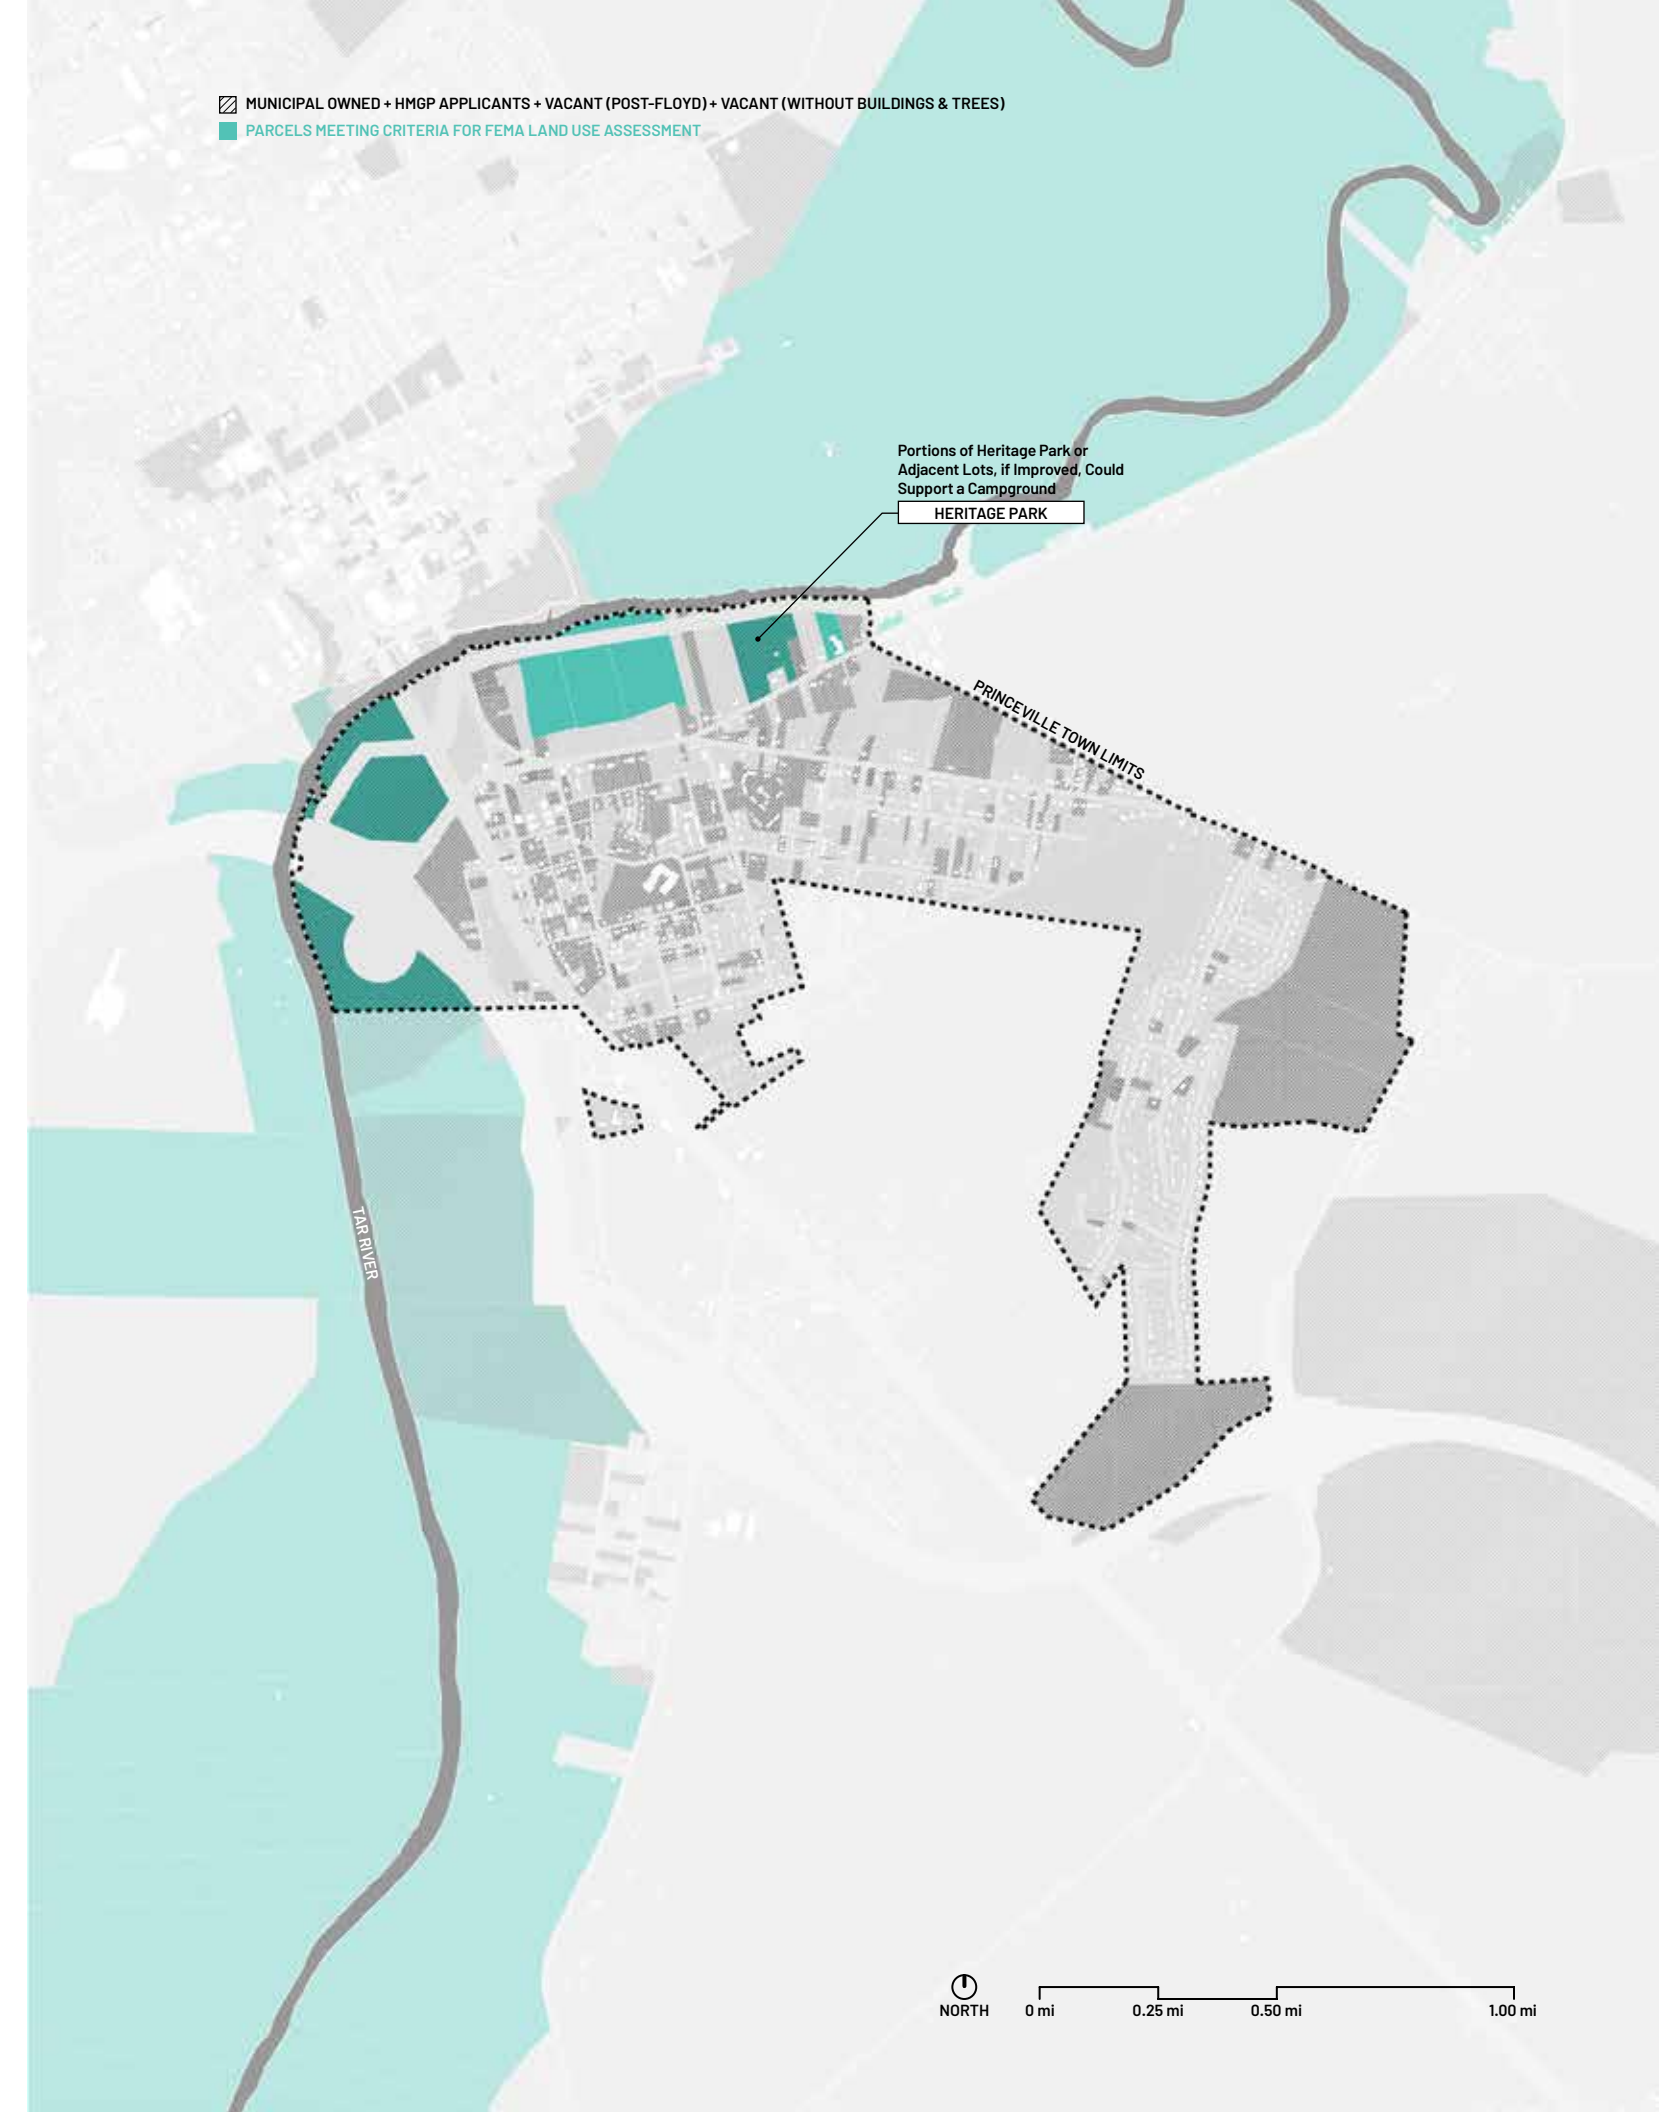 MUNICIPAL OWNED + HMGP APPLICANTS + VACANT (POST-FLOYD) + VACANT (WITHOUT BUILDINGS & TREES)
PARCELS MEETING CRITERIA FOR FEMA LAND USE ASSESSMENT
Portions of Heritage Park or
Adjacent Lots, if Improved, Could
Support a Campground
HERITAGE PARK
PRINCEVILLE TOWN LIMITS
TAR RIVER
NORTH
0 mi
0.25 mi
0.50 mi
1.00 mi